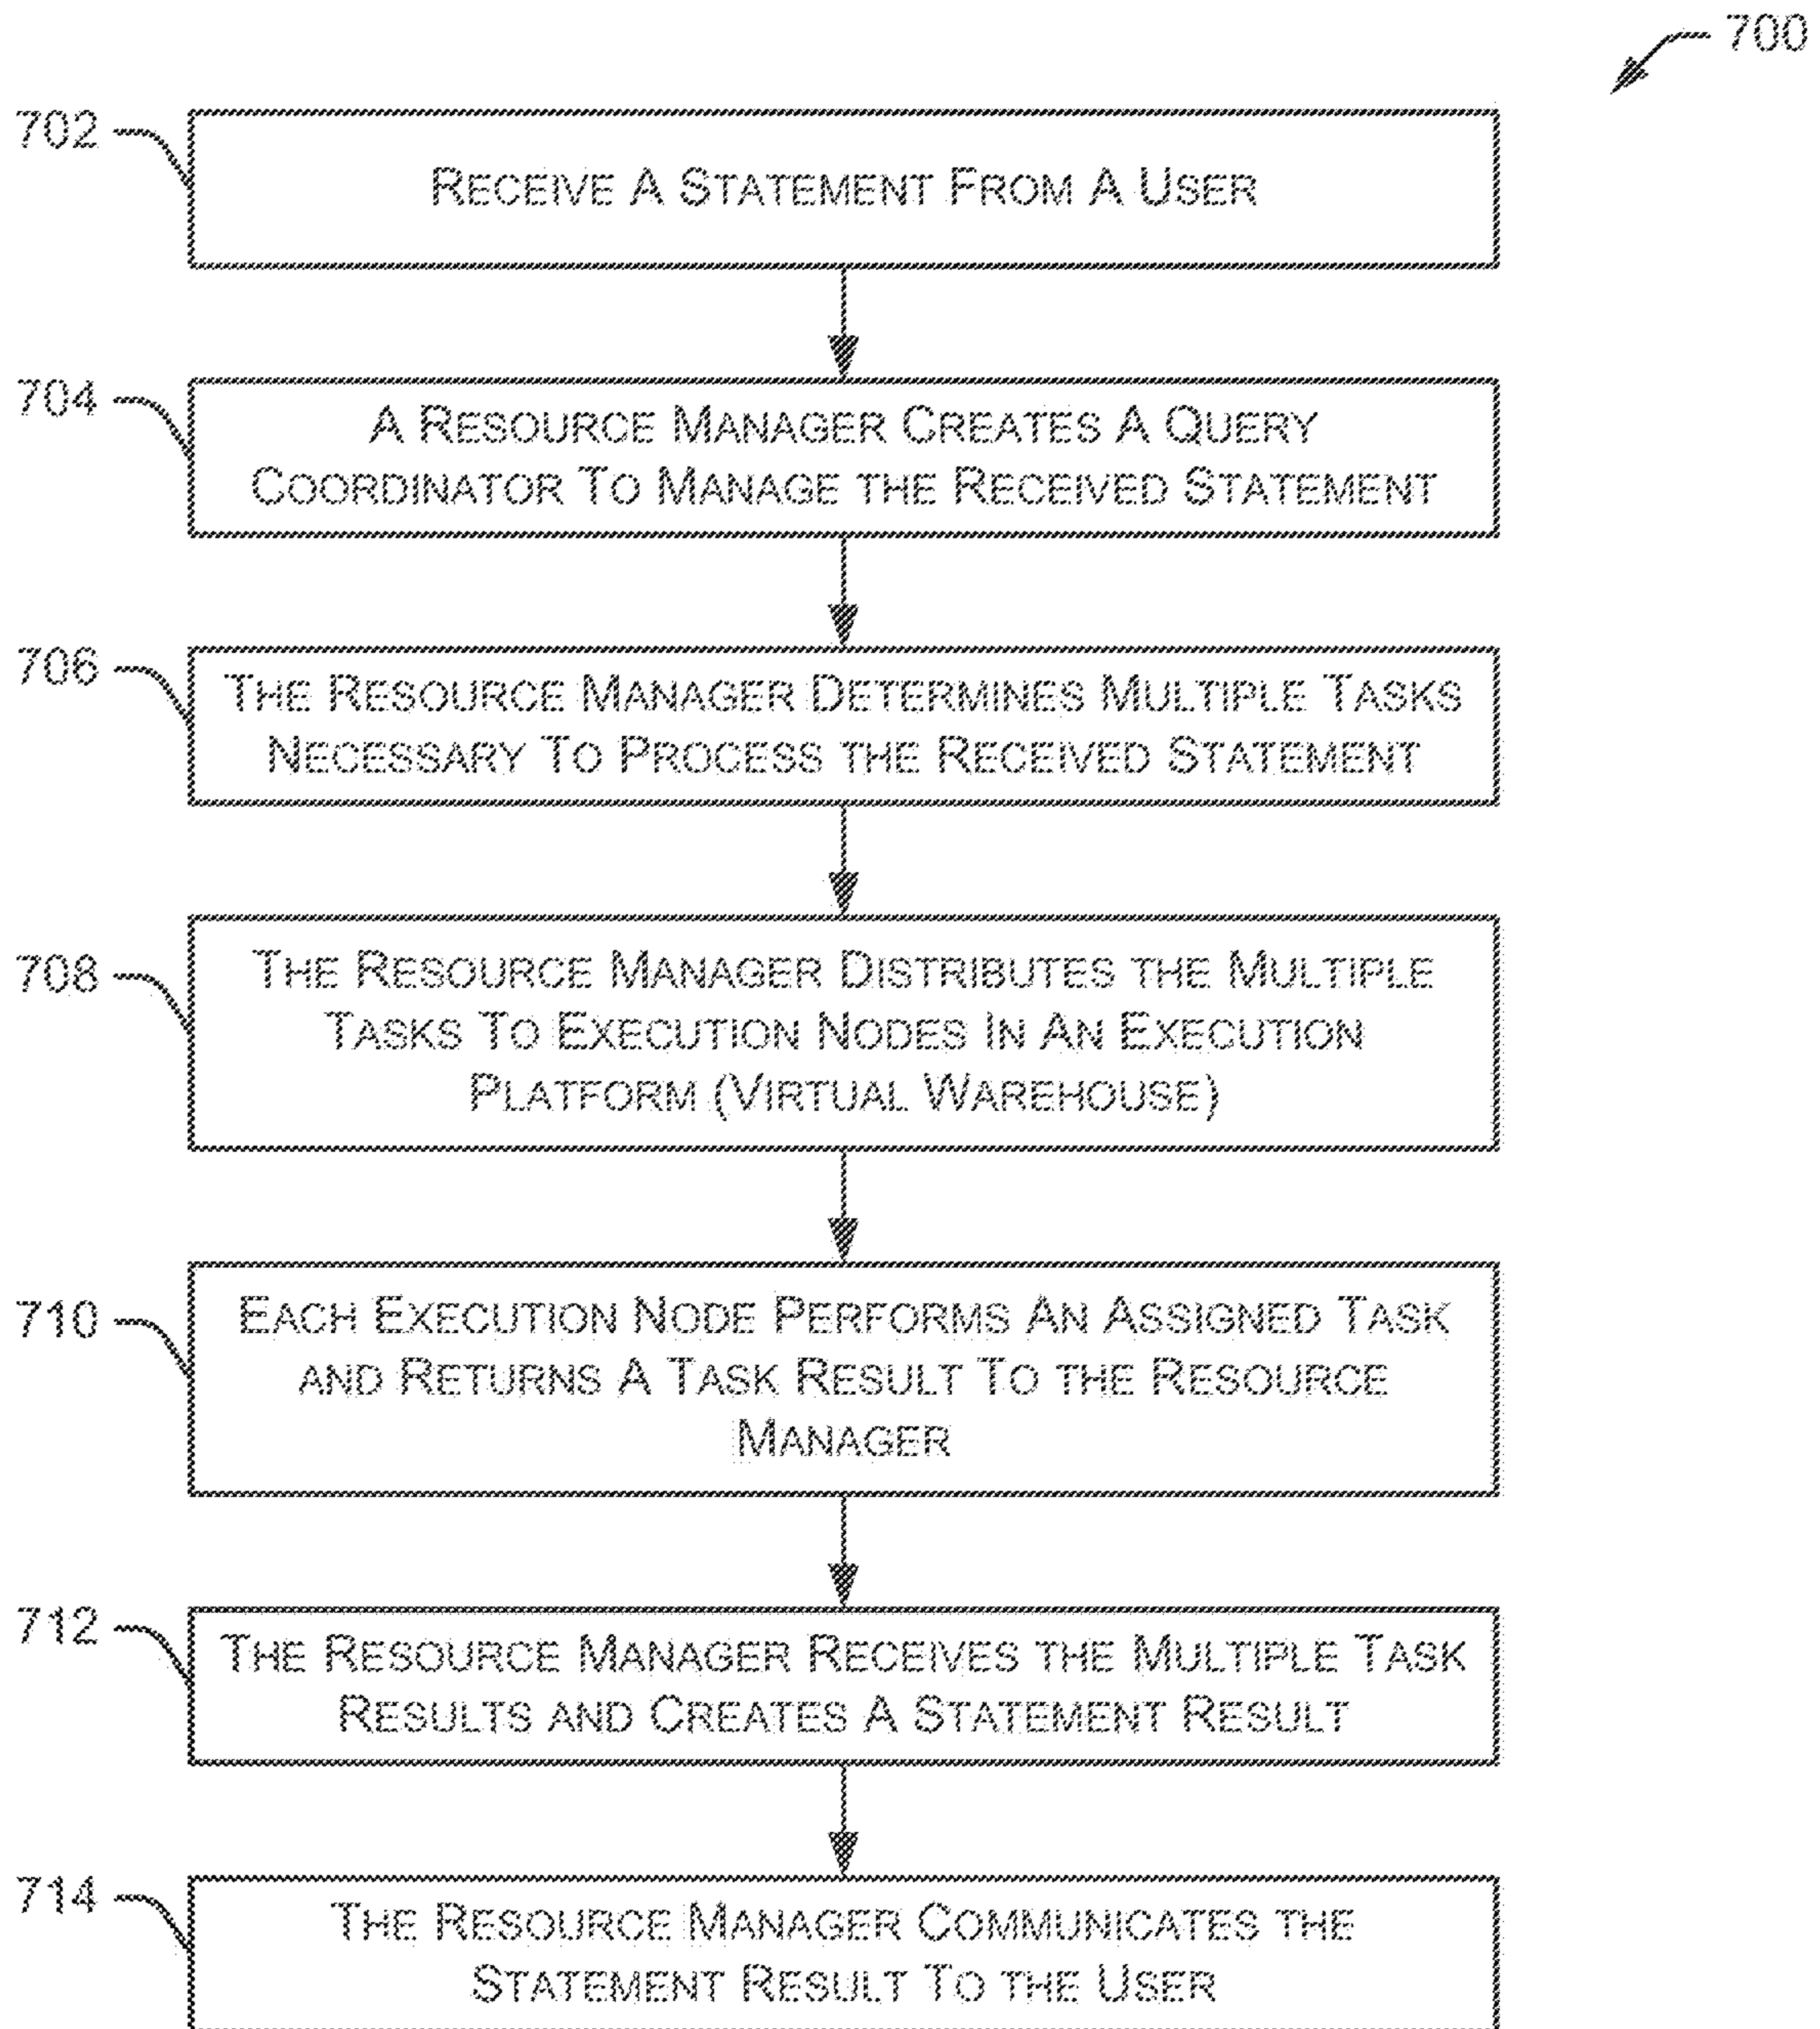 700
702
RECEIVE A STATEMENT FROM A USER
704
A RESOURCE MANAGER CREATES A QUERY
COORDINATOR TO MANAGE THE RECEIVED STATEMENT
706
THE RESOURCE MANAGER DETERMINES MULTIPLE TASKS
NECESSARY TO PROCESS THE RECEIVED STATEMENT
708
THE RESOURCE MANAGER DISTRIBUTES THE MULTIPLE
TASKS TO EXECUTION NODES IN AN EXECUTION
PLATFORM (VIRTUAL WAREHOUSE)
710
EACH EXECUTION NODE PERFORMS AN ASSIGNED TASK
AND RETURNS A TASK RESULT TO THE RESOURCE
MANAGER
712
THE RESOURCE MANAGER RECEIVES THE MULTIPLE TASK
RESULTS AND CREATES A STATEMENT RESULT
714
THE RESOURCE MANAGER COMMUNICATES THE
STATEMENT RESULT TO THE USER